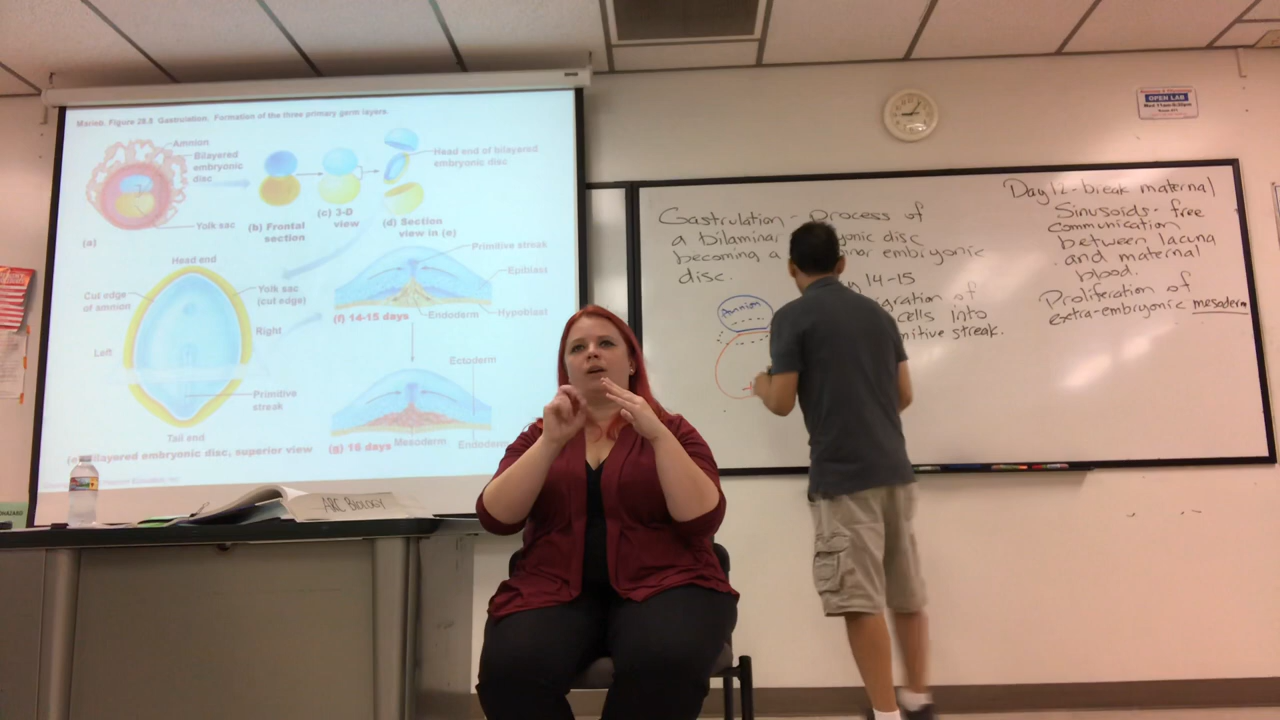 Marieb. Figure 28.8 Gastrulation. Formation of the three primary germ layers.
Amnion
Bilayered
embryonic
disc
Yolk sac
(a)
(b) Frontal
section
(c) 3-D
view
(d) Section
view in (e)
Head end of bilayered
embryonic disc
Head end
Cut edge
of amnion
Yolk sac
(cut edge)
Right
Left
Primitive
streak
Tail end
Bilayered embryonic disc, superior view
Primitive streak
Epiblast
Hypoblast
Endoderm
(f) 14-15 days
Ectoderm
(g) 16 days
Mesoderm
Endoderm
ARC BIOLOGY
OPEN LAB
Gastrulation - Process of
a bilaminar disc
becoming a embryonic
disc.
14-15
cells into
streak.
Amnion
Day 12 - break maternal
Sinusoids - free
communication
between lacuna
and maternal
blood.
Proliferation of
extra-embryonic mesoderm